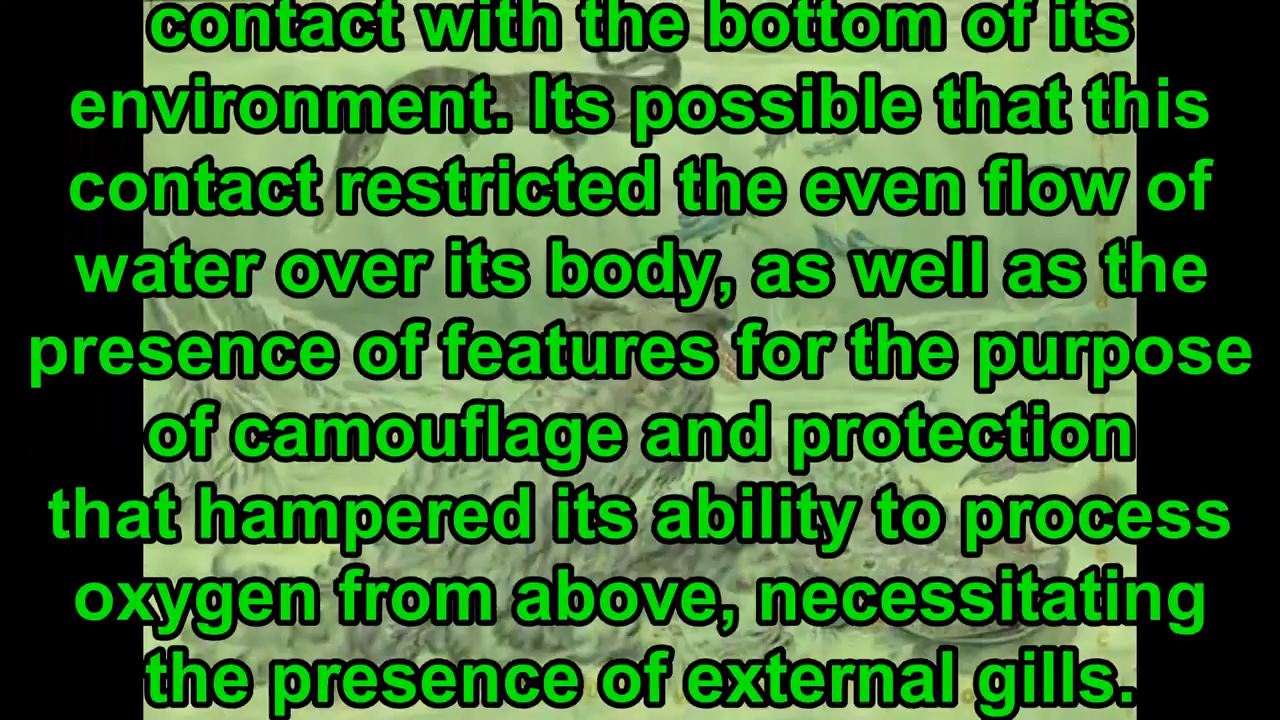 contact with the bottom of its
environment. Its possible that this
contact restricted the even flow of
water over its body, as well as the
presence of features for the purpose
of camouflage and protection
that hampered its ability to process
oxygen from above, necessitating
the presence of external gills.